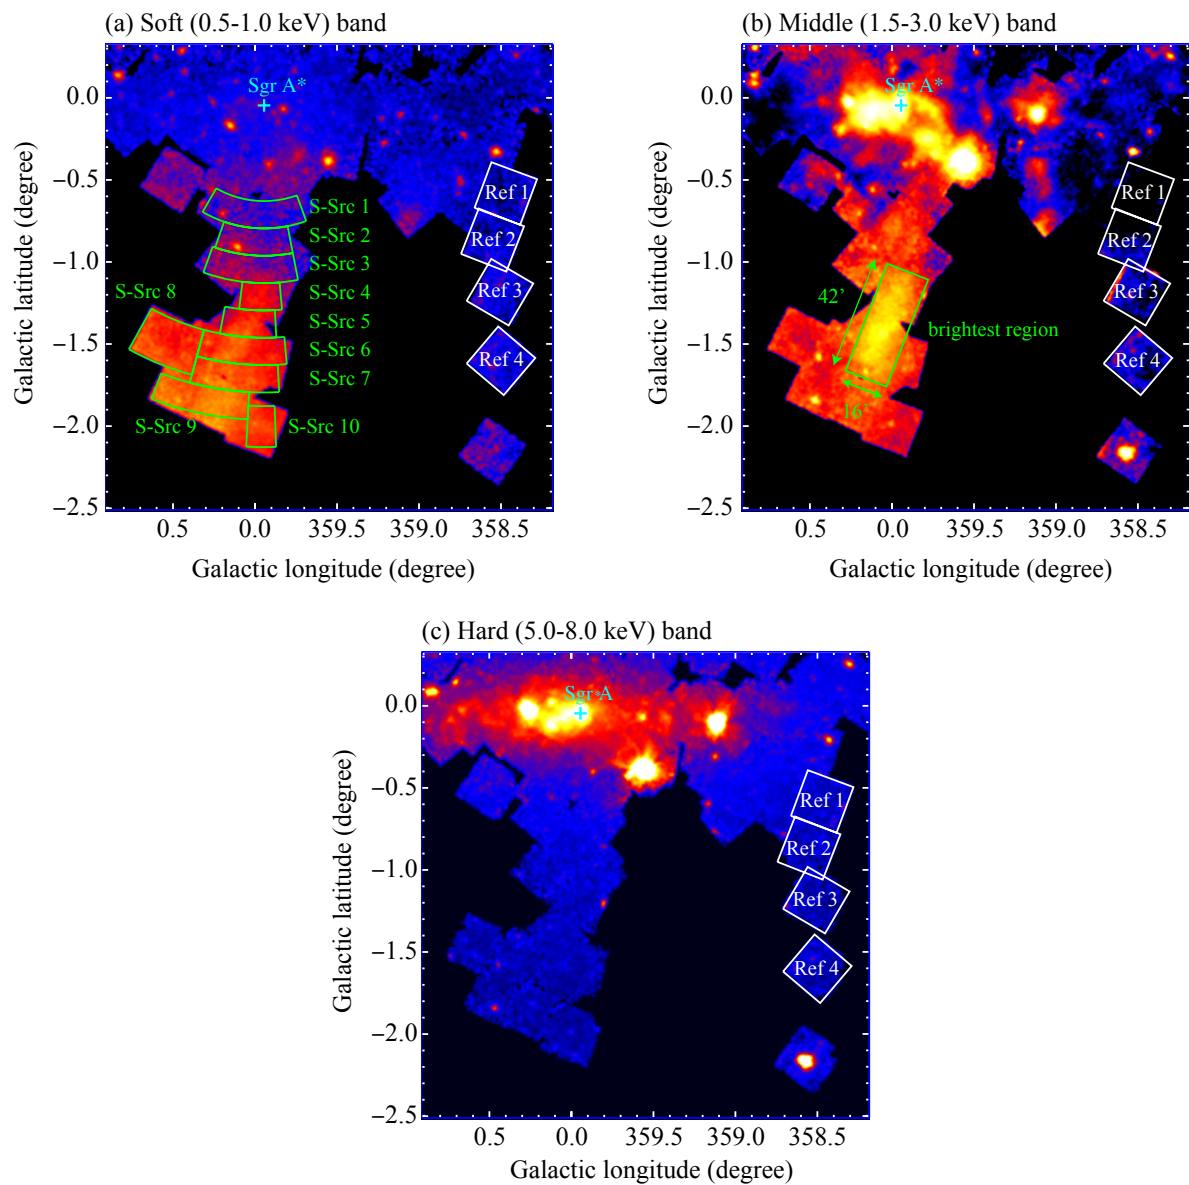 (a) Soft (0.5-1.0 keV) band
Sgr A*
0.0
−0.5
−1.0
−1.5
−2.0
−2.5
Galactic latitude (degree)
S-Src 1
S-Src 2
S-Src 3
S-Src 4
S-Src 5
S-Src 6
S-Src 7
S-Src 8
S-Src 9
S-Src 10
Ref 1
Ref 2
Ref 3
Ref 4
0.5 0.0 359.5 359.0 358.5
Galactic longitude (degree)
(b) Middle (1.5-3.0 keV) band
Sgr A*
0.0
−0.5
−1.0
−1.5
−2.0
−2.5
Galactic latitude (degree)
42’
16’
brightest region
Ref 1
Ref 2
Ref 3
Ref 4
0.5 0.0 359.5 359.0 358.5
Galactic longitude (degree)
(c) Hard (5.0-8.0 keV) band
Sgr*A
0.0
−0.5
−1.0
−1.5
−2.0
−2.5
Galactic latitude (degree)
Ref 1
Ref 2
Ref 3
Ref 4
0.5 0.0 359.5 359.0 358.5
Galactic longitude (degree)